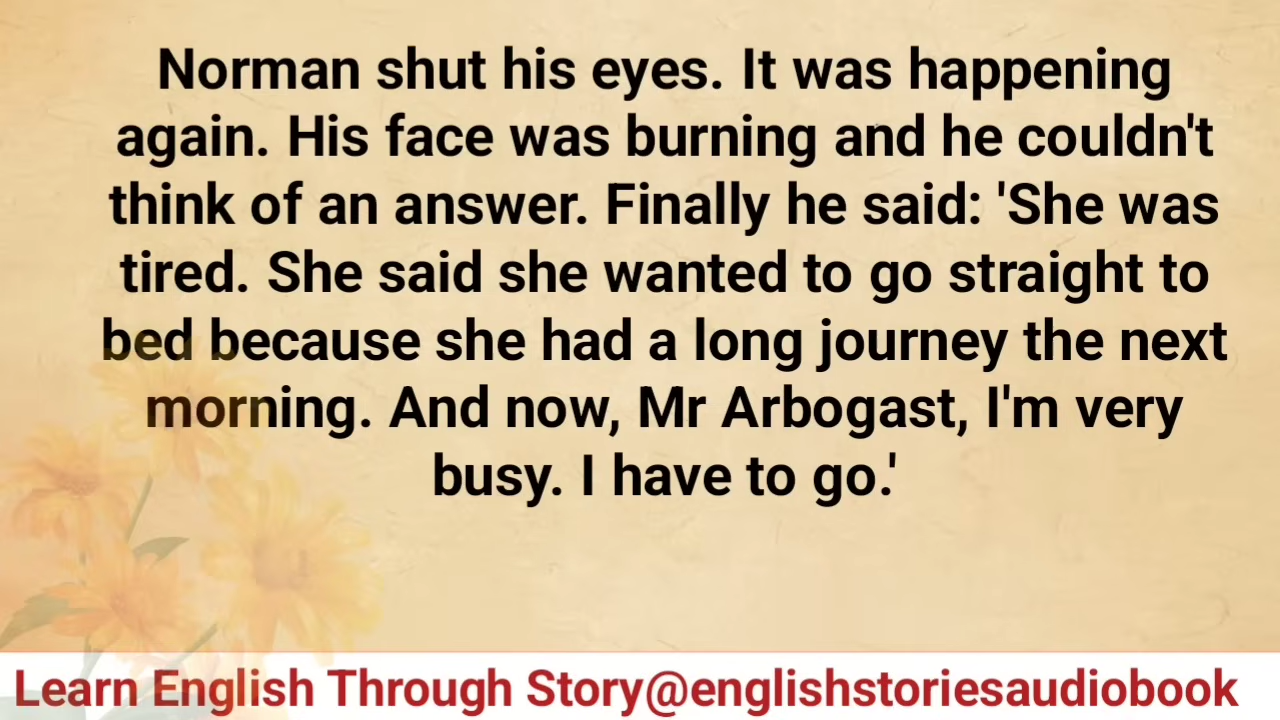 Norman shut his eyes. It was happening
again. His face was burning and he couldn't
think of an answer. Finally he said: 'She was
tired. She said she wanted to go straight to
bed because she had a long journey the next
morning. And now, Mr Arbogast, I'm very
busy. I have to go.'
Learn English Through Story@englishstoriesaudiobook